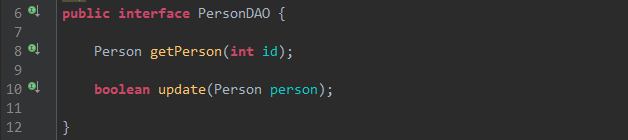 6 public interface PersonDAO {
7
8 Person getPerson(int id);
9
10 boolean update(Person person);
11
12 }